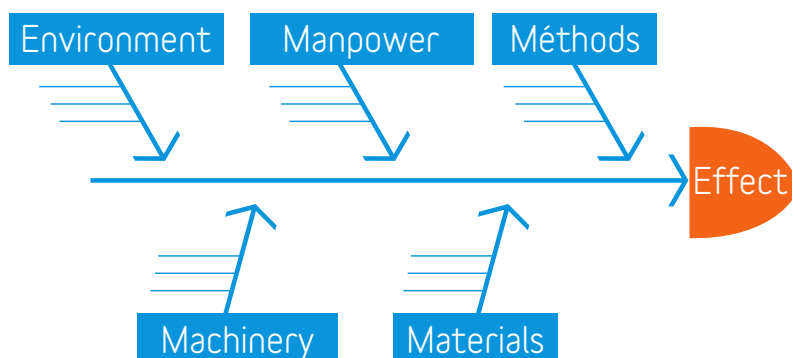 Environment
Manpower
Méthods
Effect
Machinery
Materials